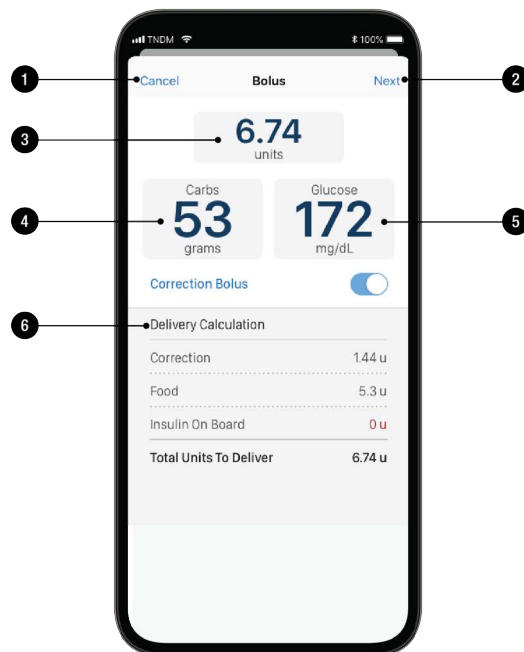 TNDM 100%
1 Cancel Bolus Next 2
3 6.74
units
Carbs Glucose
4 53 172 5
grams mg/dL
Correction Bolus
6 Delivery Calculation
Correction 1.44 u
Food 5.3 u
Insulin On Board 0 u
Total Units To Deliver 6.74 u